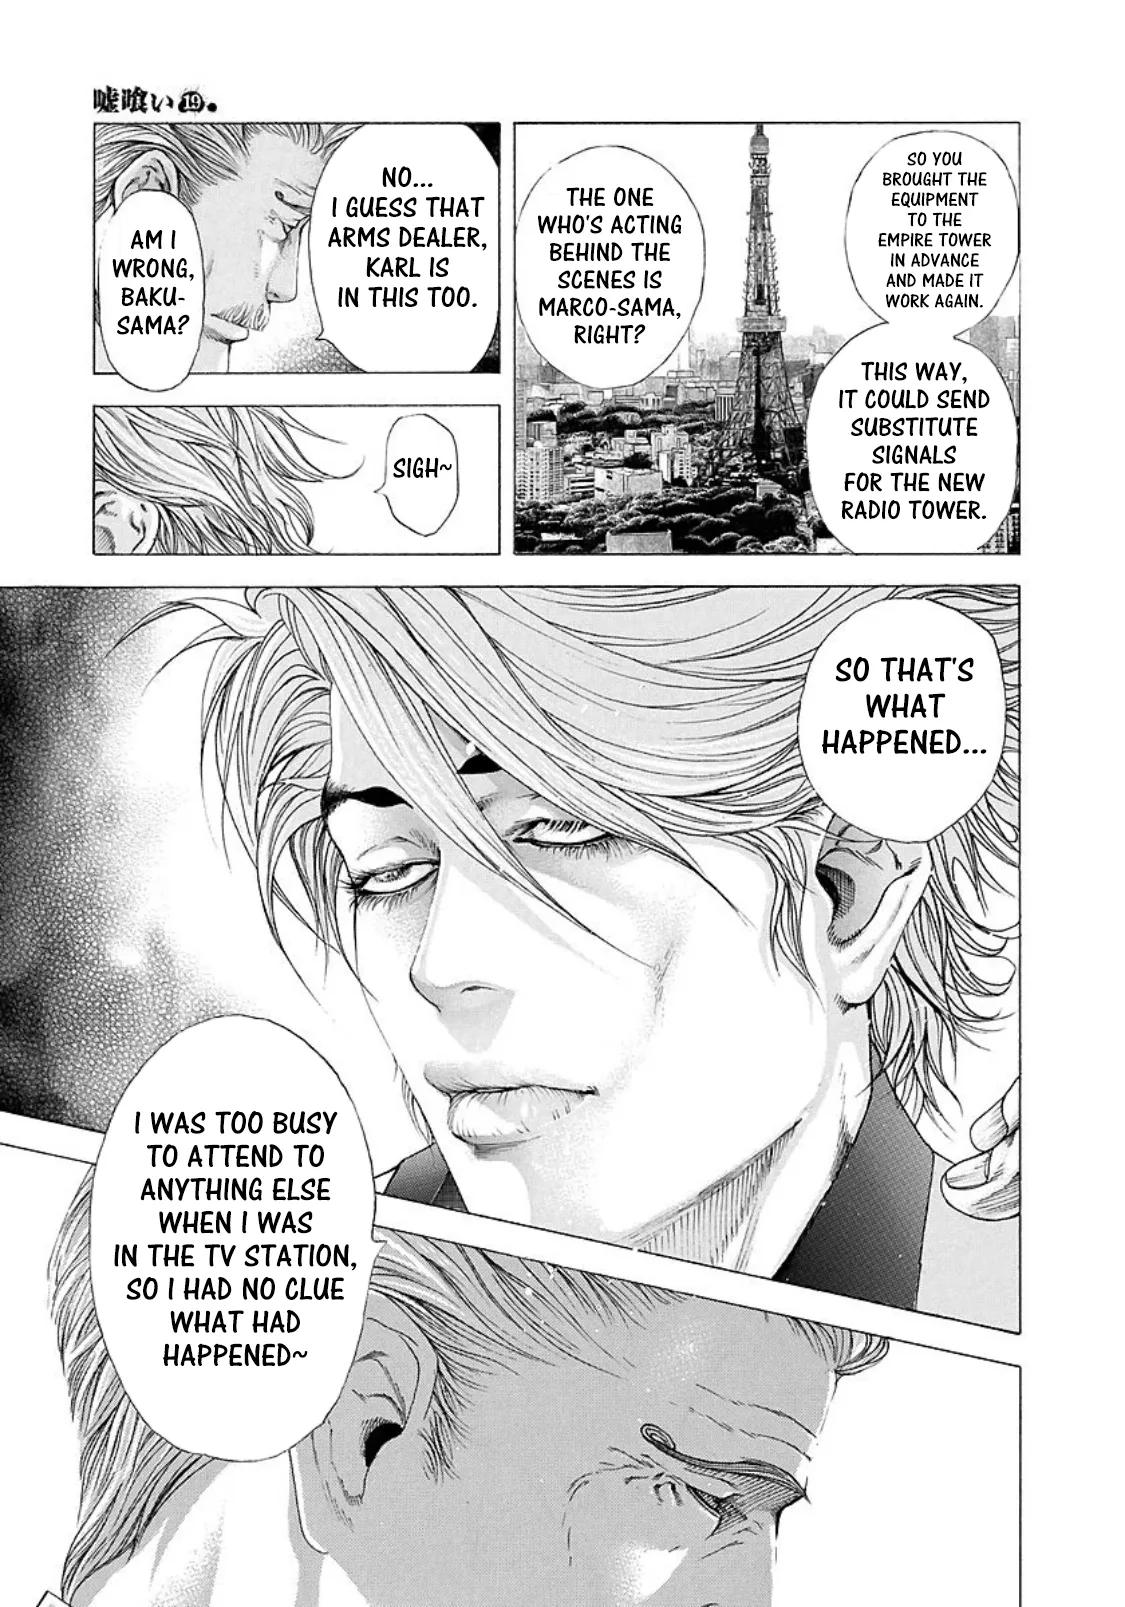 嘘喰い 19
SO YOU
BROUGHT THE
EQUIPMENT
TO THE
EMPIRE TOWER
IN ADVANCE
AND MADE IT
WORK AGAIN.
THIS WAY,
IT COULD SEND
SUBSTITUTE
SIGNALS
FOR THE NEW
RADIO TOWER.
THE ONE
WHO'S ACTING
BEHIND THE
SCENES IS
MARCO-SAMA,
RIGHT?
NO...
I GUESS THAT
ARMS DEALER,
KARL IS
IN THIS TOO.
AM I
WRONG,
BAKU-
SAMA?
SIGH~
SO THAT'S
WHAT
HAPPENED...
I WAS TOO BUSY
TO ATTEND TO
ANYTHING ELSE
WHEN I WAS
IN THE TV STATION,
SO I HAD NO CLUE
WHAT HAD
HAPPENED~